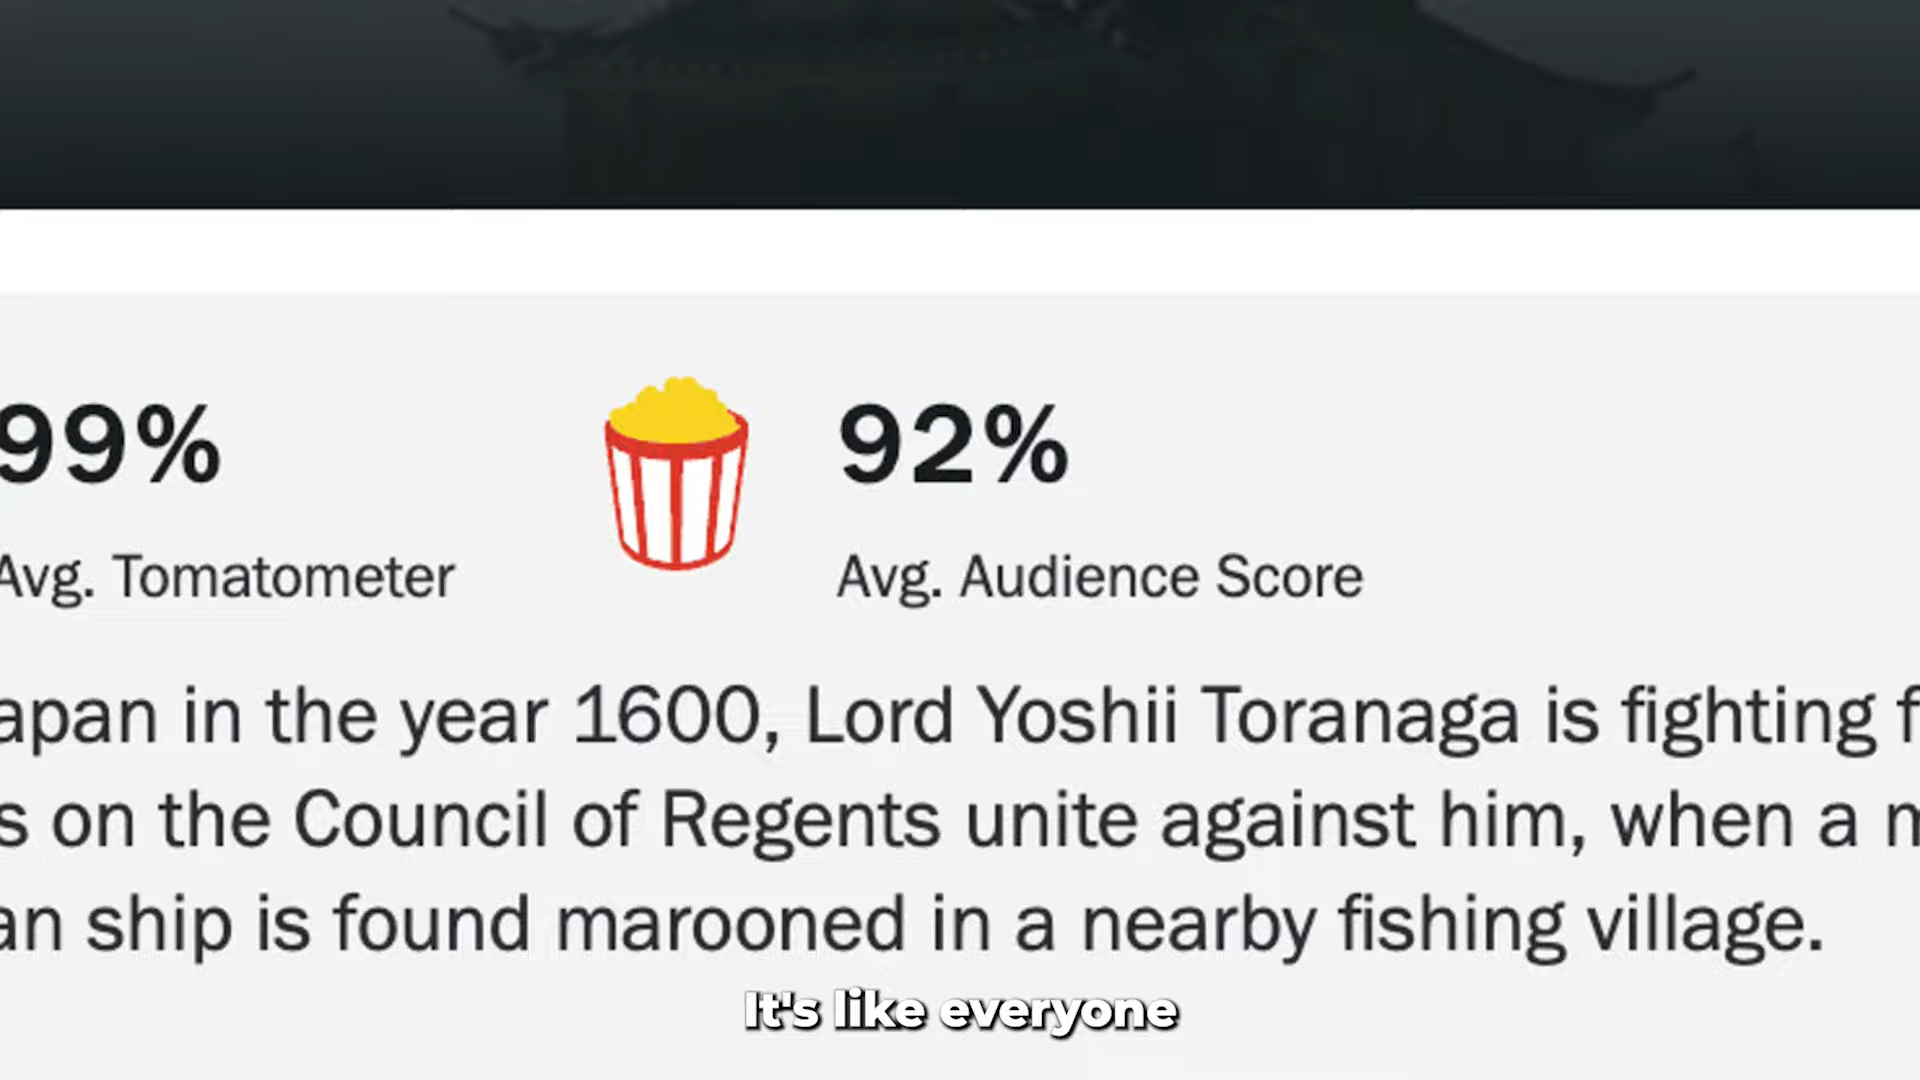 99%
92%
Avg. Tomatometer
Avg. Audience Score
apan in the year 1600, Lord Yoshii Toranaga is fighting f
s on the Council of Regents unite against him, when a m
an ship is found marooned in a nearby fishing village.
It's like everyone